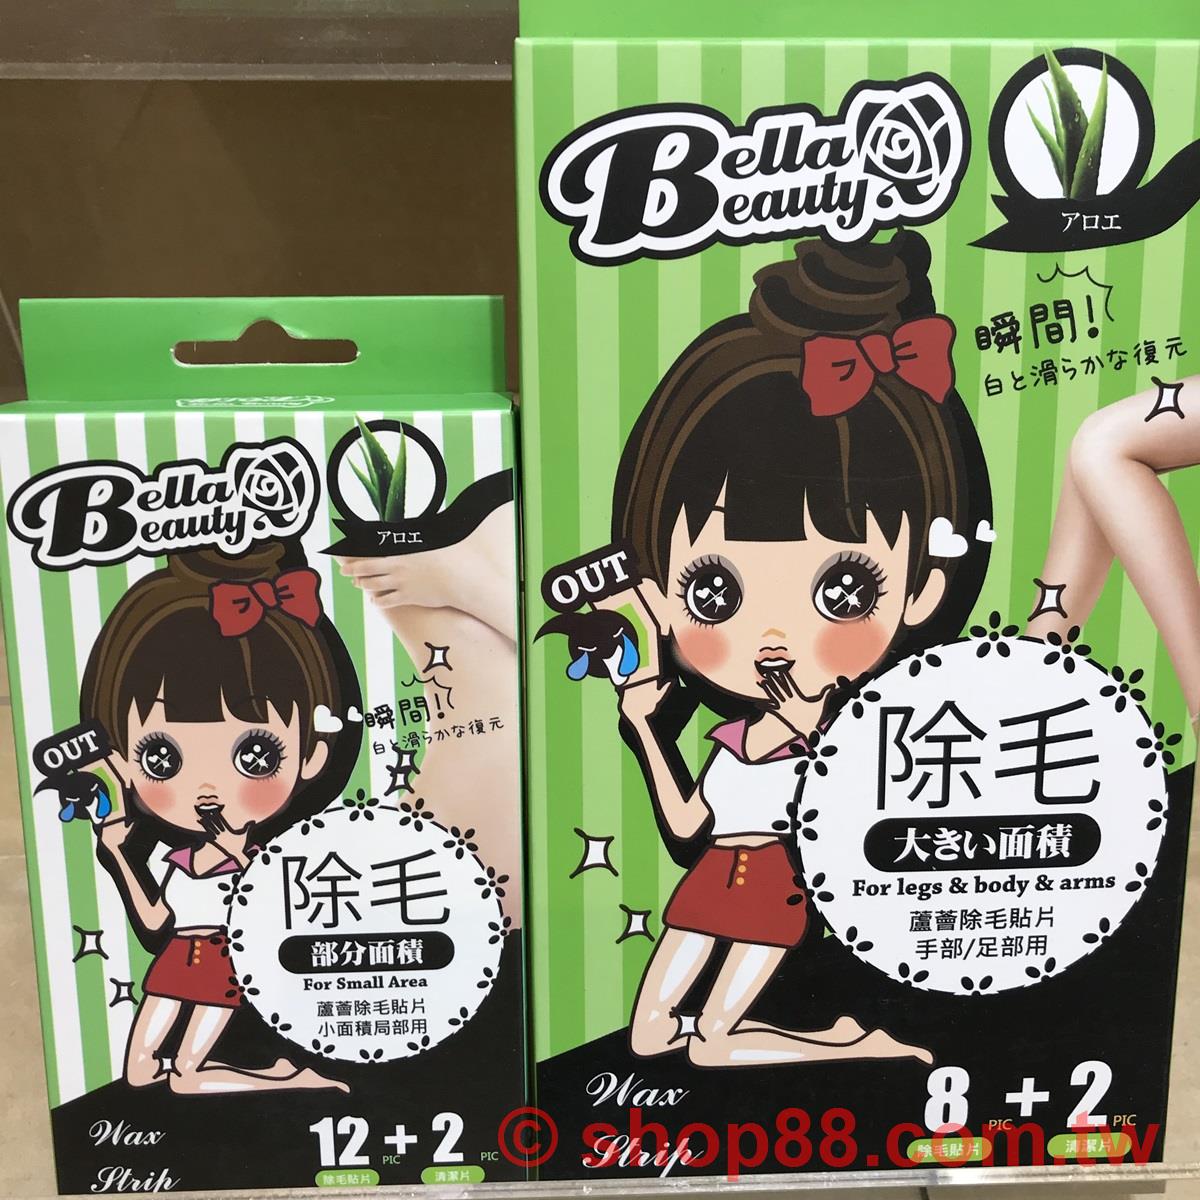 Bella
Beauty
アロエ
瞬間!
白と滑らかな復元
OUT
除毛
部分面積
For Small Area
蘆薈除毛貼片
小面積局部用
Wax
Strip
12 PIC + 2 PIC
除毛貼片 清潔片
Bella
Beauty
アロエ
瞬間!
白と滑らかな復元
OUT
除毛
大きい面積
For legs & body & arms
蘆薈除毛貼片
手部/足部用
Wax
Strip
8 PIC + 2 PIC
除毛貼片 清潔片
© shop88.com.tw